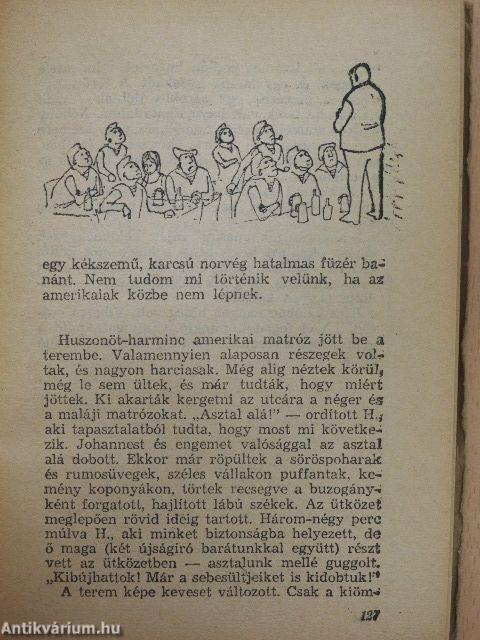 egy kékszemű, karcsú norvég hatalmas füzér ba-
nánt. Nem tudom mi történik velünk, ha az
amerikaiak közbe nem lépnek.
Huszonöt-harminc amerikai matróz jött be a
terembe. Valamennyien alaposan részegek vol-
tak, és nagyon harciasak. Még alig néztek körül,
még le sem ültek, és már tudták, hogy miért
jöttek. Ki akarták kergetni az utcára a néger és
a maláji matrózokat. „Asztal alá!” — ordított H.,
aki tapasztalatból tudta, hogy most mi követke-
zik. Johannest és engemet valósággal az asztal
alá dobott. Ekkor már röpültek a söröspoharak
és rumosüvegek, széles vállakon puffantak, ke-
mény koponyákon, törtek recsegve a buzogány-
ként forgatott, hajlított lábú székek. Az ütközet
meglepően rövid ideig tartott. Három-négy perc
múlva H., aki minket biztonságba helyezett, de
ő maga (két újságíró barátunkkal együtt) részt
vett az ütközetben — asztalunk mellé guggolt.
„Kibújhattok! Már a sebesültjeiket is kidobtuk!”
A terem képe keveset változott. Csak a kiöm-
127
Antikvárium.hu